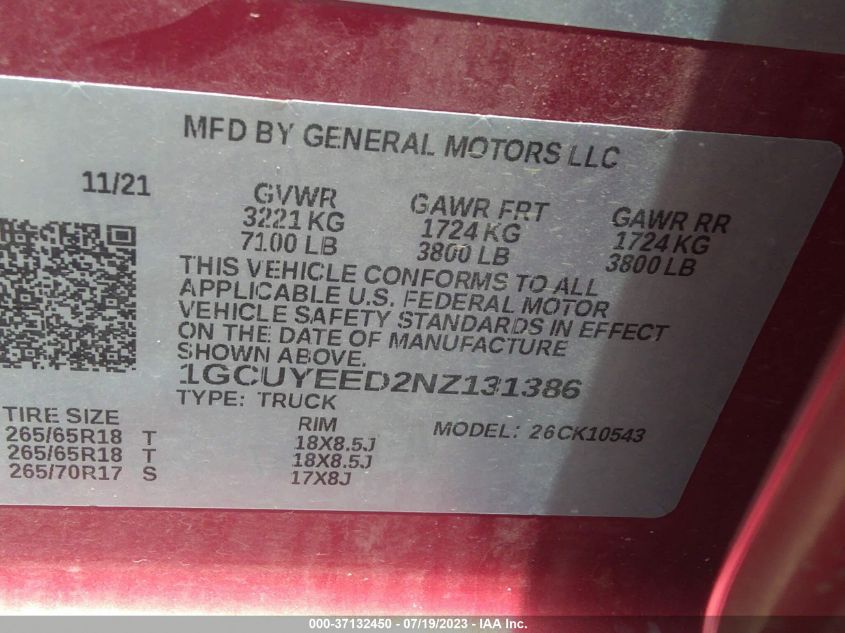 MFD BY GENERAL MOTORS LLC
11/21
GVWR
3221 KG
7100 LB
GAWR FRT
1724 KG
3800 LB
GAWR RR
1724 KG
3800 LB
THIS VEHICLE CONFORMS TO ALL
APPLICABLE U.S. FEDERAL MOTOR
VEHICLE SAFETY STANDARDS IN EFFECT
ON THE DATE OF MANUFACTURE
SHOWN ABOVE.
1GCUYEED2NZ131386
TYPE: TRUCK
MODEL: 26CK10543
TIRE SIZE RIM
265/65R18 T 18X8.5J
265/65R18 T 18X8.5J
265/70R17 S 17X8J
000-37132450 - 07/19/2023 - IAA Inc.